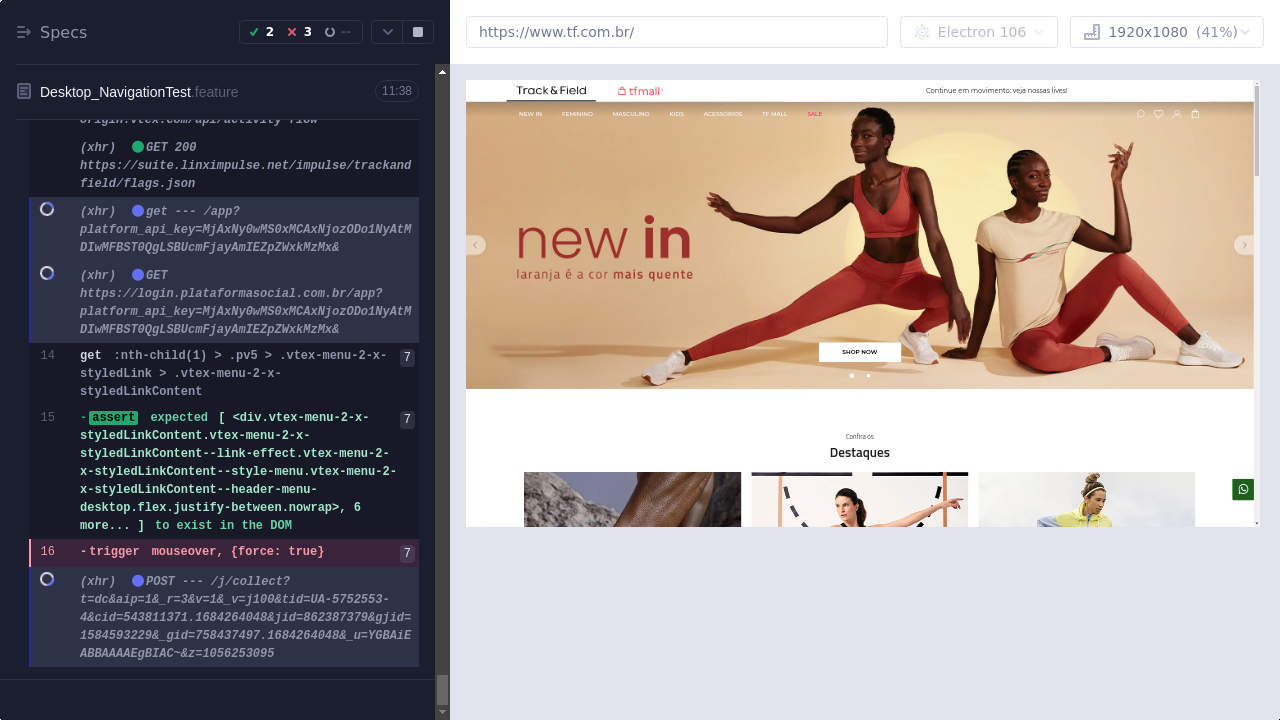 Specs
2
3
--
Desktop_NavigationTest.feature
11:38
origin.vtex.com/api/activity-flow
(xhr) GET 200
https://suite.linximpulse.net/impulse/trackand
field/flags.json
(xhr) get --- /app?
platform_api_key=MjAxNy0wMS0xMCAxNjozODo1NyAtM
DIwMFBST0QgLSBUcmFjayAmIEZpZWxkMzMx&
(xhr) GET
https://login.plataformasocial.com.br/app?
platform_api_key=MjAxNy0wMS0xMCAxNjozODo1NyAtM
DIwMFBST0QgLSBUcmFjayAmIEZpZWxkMzMx&
14 get :nth-child(1) > .pv5 > .vtex-menu-2-x- 7
styledLink > .vtex-menu-2-x-
styledLinkContent
15 -assert expected [ <div.vtex-menu-2-x- 7
styledLinkContent.vtex-menu-2-x-
styledLinkContent--link-effect.vtex-menu-2-
x-styledLinkContent--style-menu.vtex-menu-2-
x-styledLinkContent--header-menu-
desktop.flex.justify-between.nowrap>, 6
more... ] to exist in the DOM
16 -trigger mouseover, {force: true} 7
(xhr) POST --- /j/collect?
t=dc&aip=1&_r=3&v=1&_v=j100&tid=UA-5752553-
4&cid=543811371.1684264048&jid=862387379&gjid=
1584593229&_gid=758437497.1684264048&_u=YGBAiE
ABBAAAAEgBIAC~&z=1056253095
https://www.tf.com.br/
Electron 106
1920x1080 (41%)
Track&Field
tfmall
Continue em movimento: veja nossas lives!
NEW IN FEMININO MASCULINO KIDS ACESSÓRIOS TF MALL SALE
new in
laranja é a cor mais quente
SHOP NOW
Confira os
Destaques